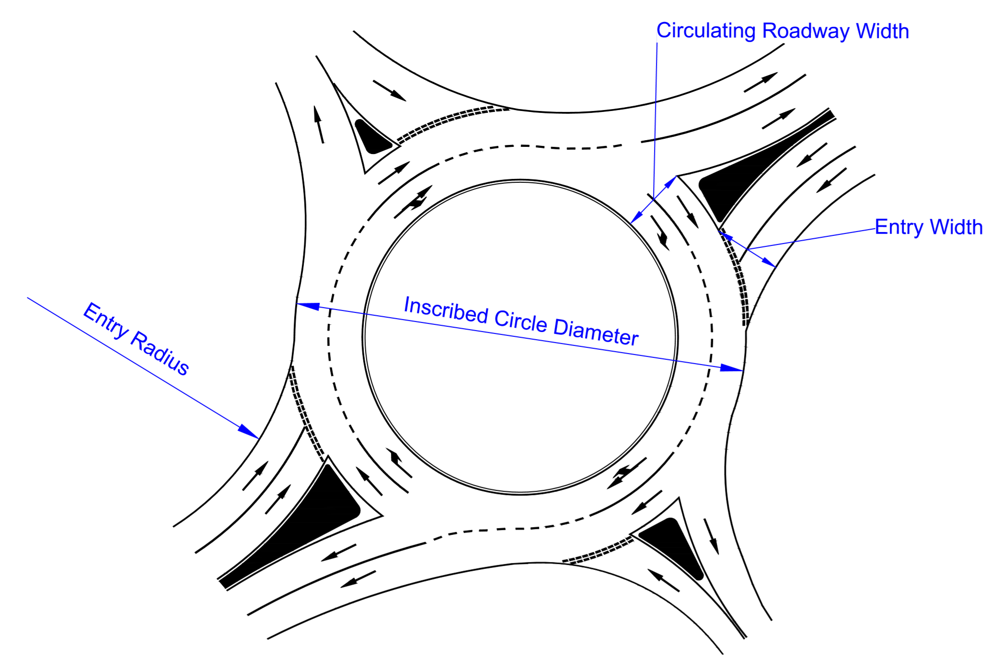 Circulating Roadway Width
Entry Width
Inscribed Circle Diameter
Entry Radius